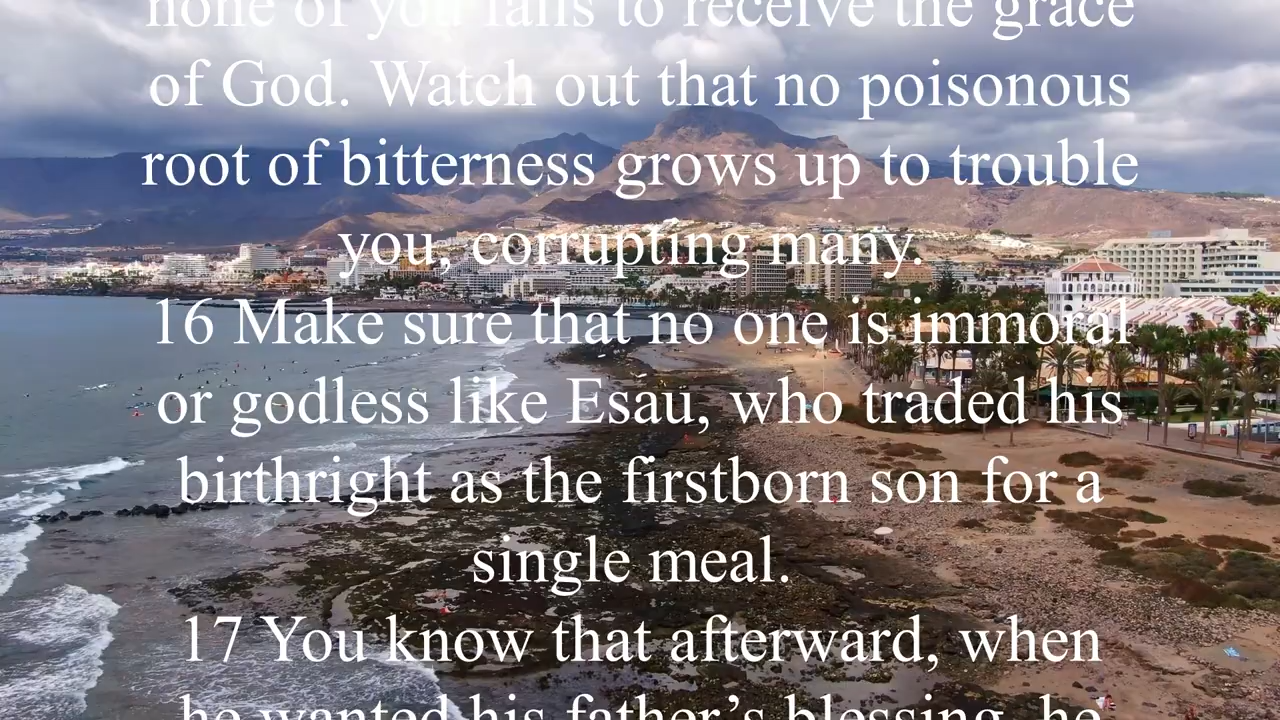 none of you fails to receive the grace
of God. Watch out that no poisonous
root of bitterness grows up to trouble
you, corrupting many.
16 Make sure that no one is immoral
or godless like Esau, who traded his
birthright as the firstborn son for a
single meal.
17 You know that afterward, when
he wanted his father’s blessing, he